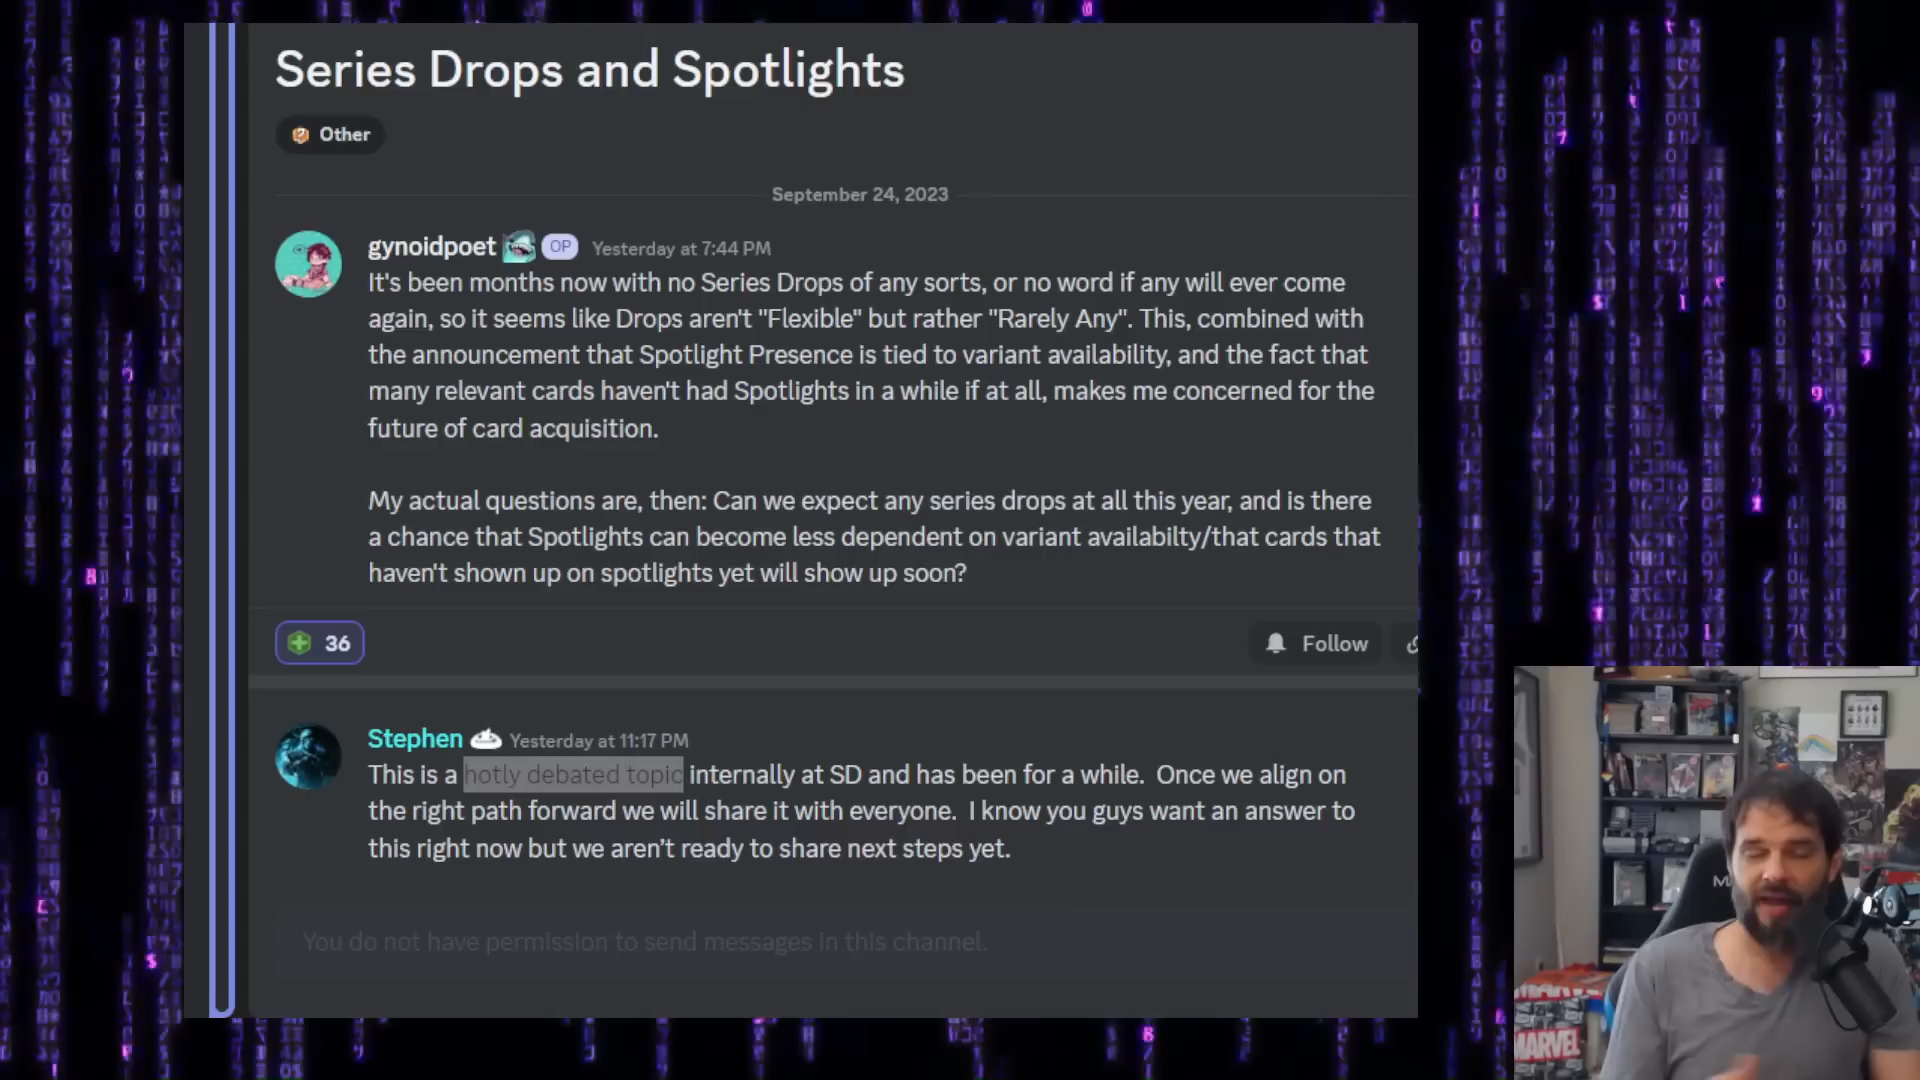 Series Drops and Spotlights
Other
September 24, 2023
gynoidpoet OP Yesterday at 7:44 PM
It's been months now with no Series Drops of any sorts, or no word if any will ever come
again, so it seems like Drops aren't "Flexible" but rather "Rarely Any". This, combined with
the announcement that Spotlight Presence is tied to variant availability, and the fact that
many relevant cards haven't had Spotlights in a while if at all, makes me concerned for the
future of card acquisition.
My actual questions are, then: Can we expect any series drops at all this year, and is there
a chance that Spotlights can become less dependent on variant availabilty/that cards that
haven't shown up on spotlights yet will show up soon?
36
Follow
Stephen Yesterday at 11:17 PM
This is a hotly debated topic internally at SD and has been for a while. Once we align on
the right path forward we will share it with everyone. I know you guys want an answer to
this right now but we aren’t ready to share next steps yet.
You do not have permission to send messages in this channel.
MARVEL